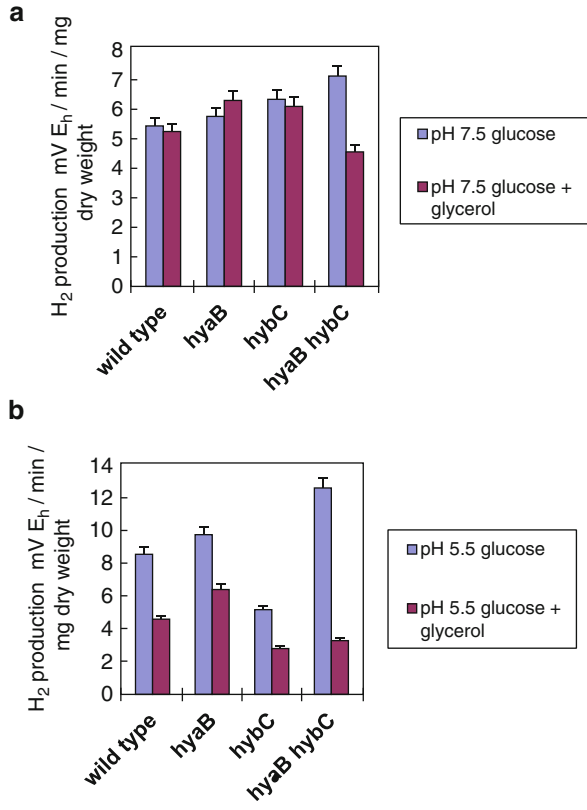 a
H2 production mV Eh / min / mg
dry weight
8
7
6
5
4
3
2
1
0
wild type
hyaB
hybC
hyaB hybC
pH 7.5 glucose
pH 7.5 glucose +
glycerol
b
H2 production mV Eh / min /
mg dry weight
14
12
10
8
6
4
2
0
wild type
hyaB
hybC
hyaB hybC
pH 5.5 glucose
pH 5.5 glucose +
glycerol